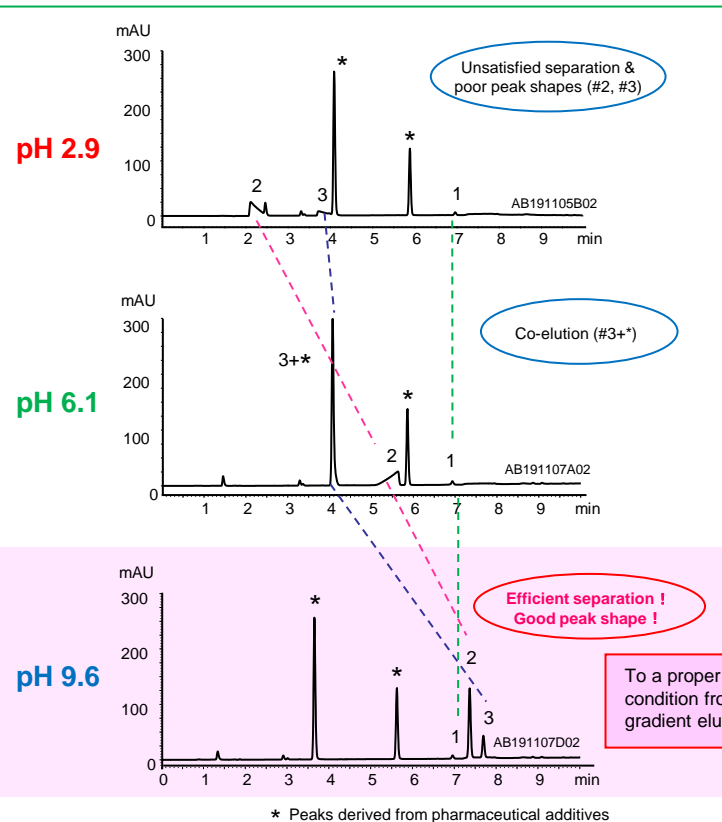 mAU
300
200
100
0
pH 2.9
*
*
2
3
1
Unsatisfied separation &
poor peak shapes (#2, #3)
AB191105B02
1 2 3 4 5 6 7 8 9 min
mAU
300
200
100
0
pH 6.1
3+*
*
2
1
Co-elution (#3+*)
AB191107A02
1 2 3 4 5 6 7 8 9 min
mAU
300
200
100
0
pH 9.6
*
*
1
2
3
Efficient separation !
Good peak shape !
To a proper
condition fro
gradient elu
AB191107D02
0 1 2 3 4 5 6 7 8 9 min
* Peaks derived from pharmaceutical additives